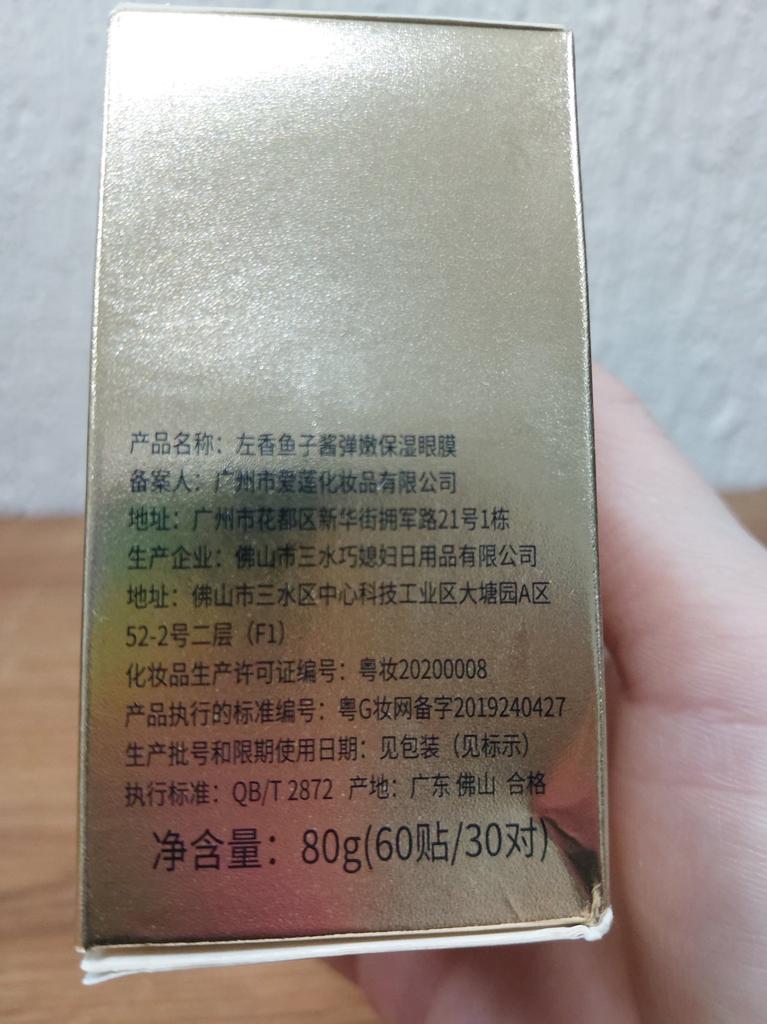 产品名称：左香鱼子酱弹嫩保湿眼膜
备案人：广州市爱莲化妆品有限公司
地址：广州市花都区新华街拥军路21号1栋
生产企业：佛山市三水巧媳妇日用品有限公司
地址：佛山市三水区中心科技工业区大塘园A区
52-2号二层（F1）
化妆品生产许可证编号：粤妆20200008
产品执行的标准编号：粤G妆网备字2019240427
生产批号和限期使用日期：见包装（见标示）
执行标准：QB/T 2872 产地：广东 佛山 合格
净含量：80g(60贴/30对)